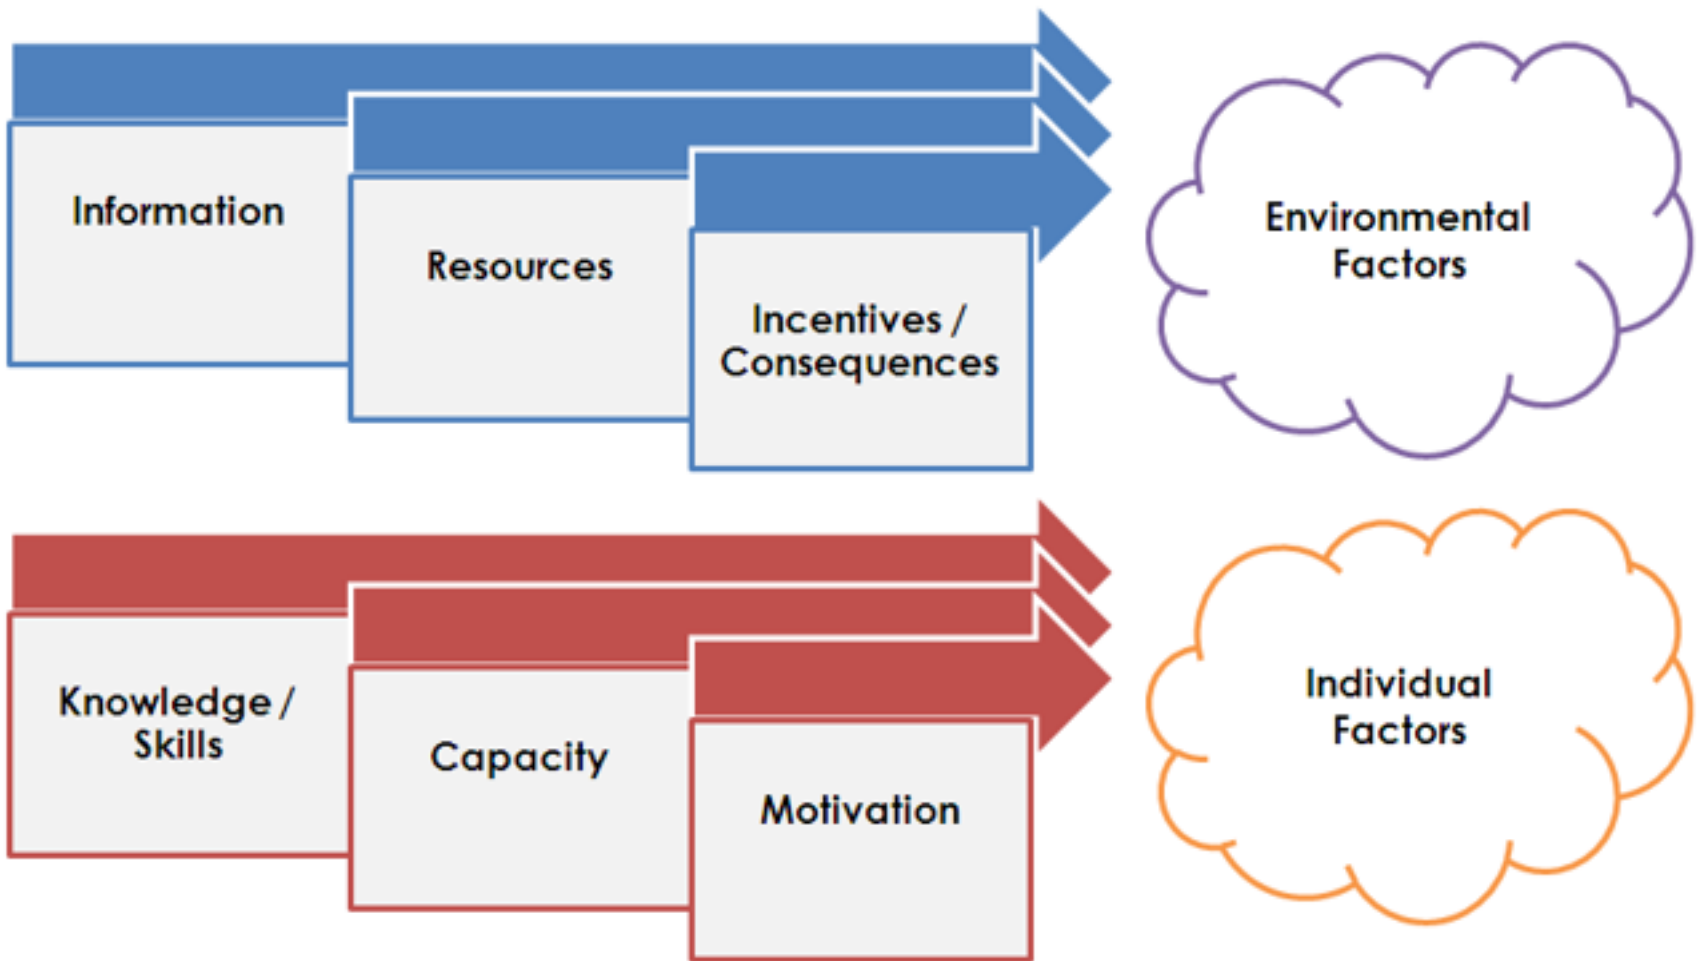 Information
Resources
Incentives /
Consequences
Environmental
Factors
Knowledge /
Skills
Capacity
Motivation
Individual
Factors